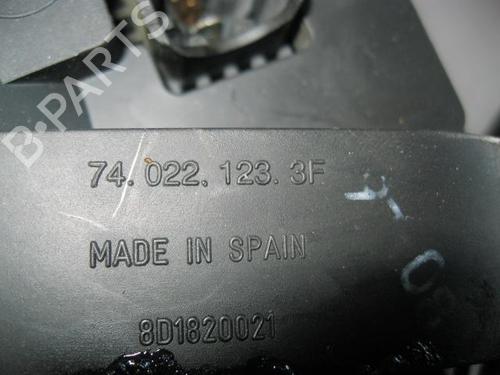 B-PARTS
74. 022. 123. 3F
MADE IN SPAIN
8D1820021